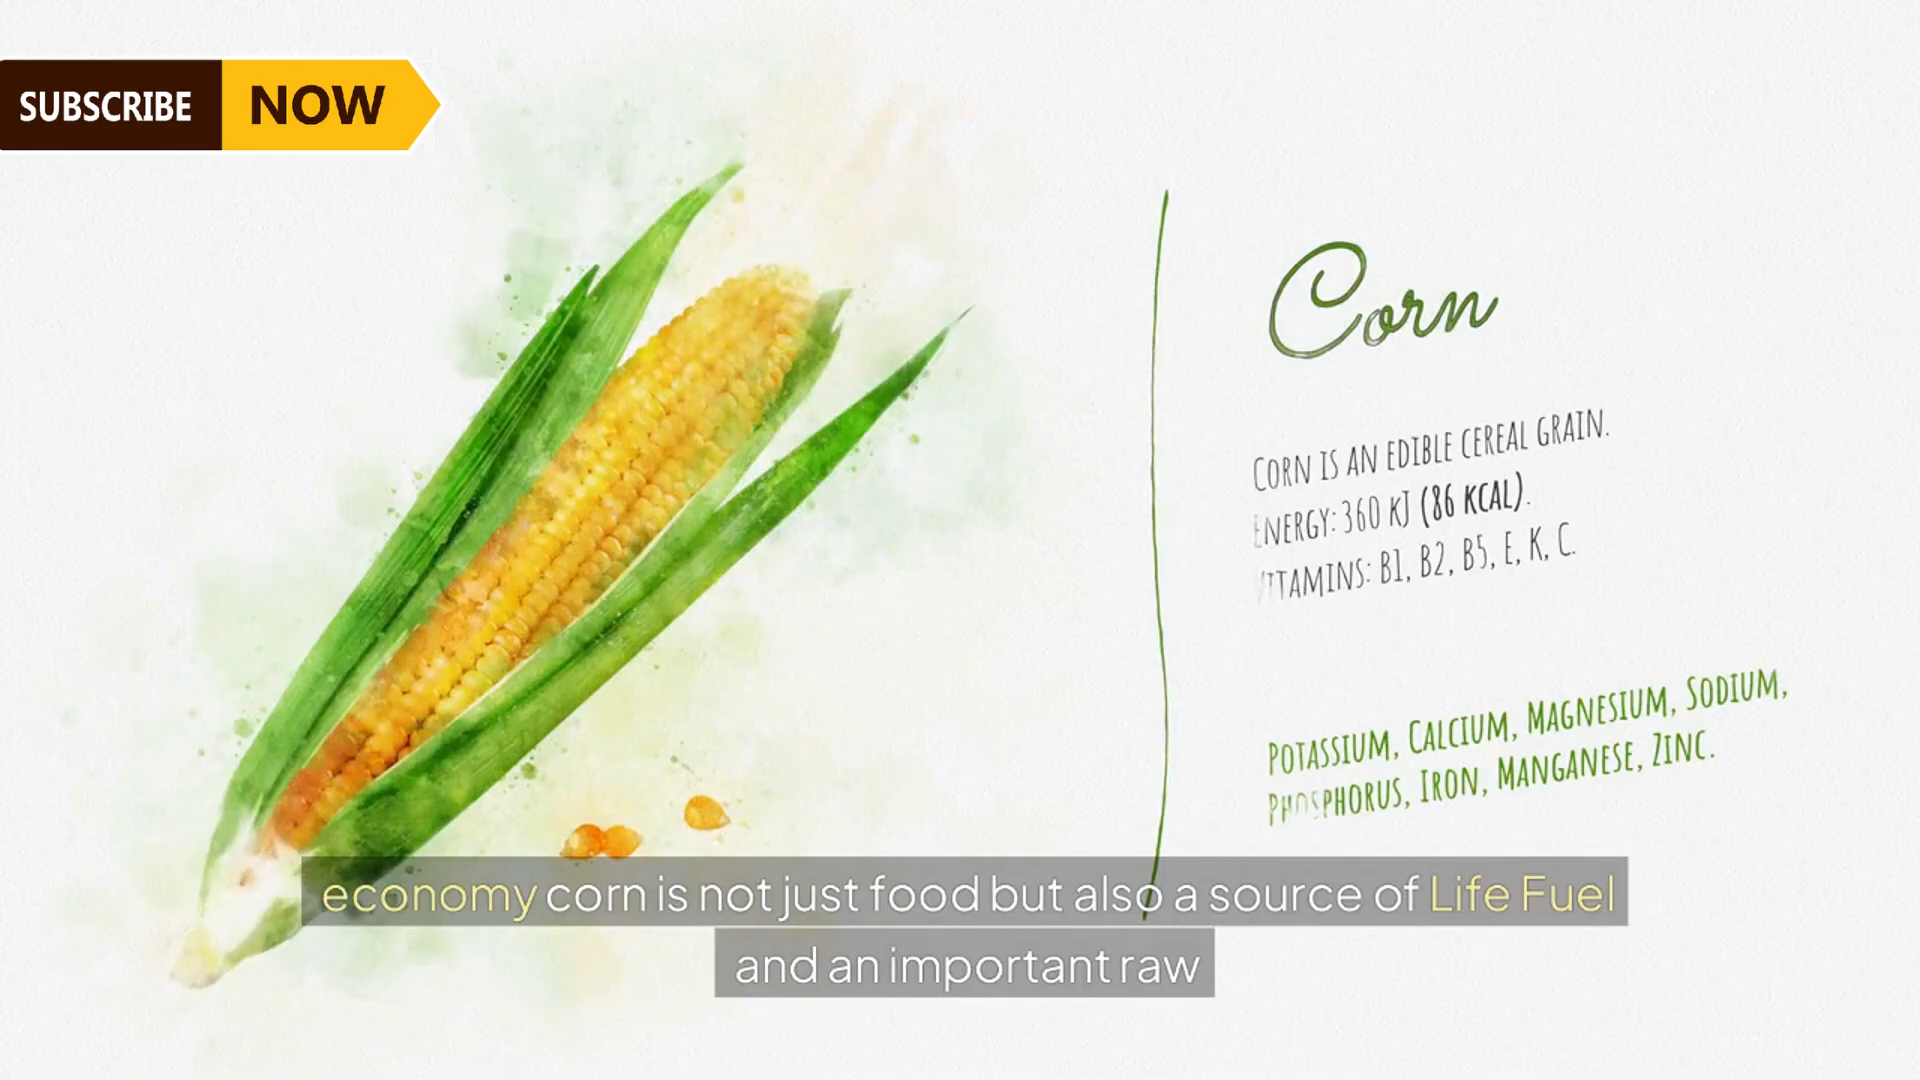 SUBSCRIBE NOW
Corn
CORN IS AN EDIBLE CEREAL GRAIN.
ENERGY: 360 KJ (86 KCAL).
VITAMINS: B1, B2, B5, E, K, C.
POTASSIUM, CALCIUM, MAGNESIUM, SODIUM,
PHOSPHORUS, IRON, MANGANESE, ZINC.
economy corn is not just food but also a source of Life Fuel
and an important raw